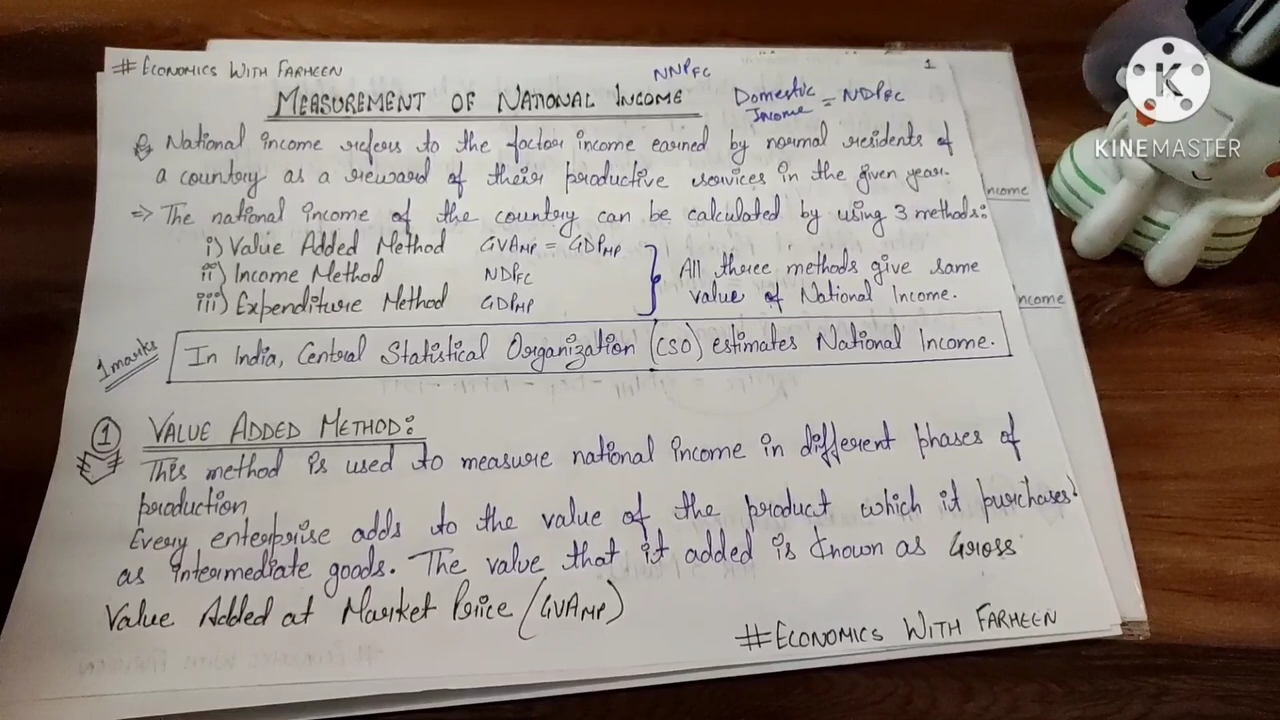 # ECONOMICS WITH FARHEEN
1
NNPFC
MEASUREMENT OF NATIONAL INCOME
Domestic Income = NDPFC
National income refers to the factor income earned by normal residents of
a country as a reward of their productive services in the given year.
⇒ The national income of the country can be calculated by using 3 methods:
i) Value Added Method GVAMP = GDPMP
ii) Income Method NDPFC
iii) Expenditure Method GDPMP
All three methods give same
value of National Income.
1 marks
In India, Central Statistical Organization (CSO) estimates National Income.
1 VALUE ADDED METHOD:
This method is used to measure national income in different phases of
production
Every enterprise adds to the value of the product which it purchases
as intermediate goods. The value that it added is known as Gross
Value Added at Market Price (GVAMP)
# ECONOMICS WITH FARHEEN
income
income
K
KINEMASTER